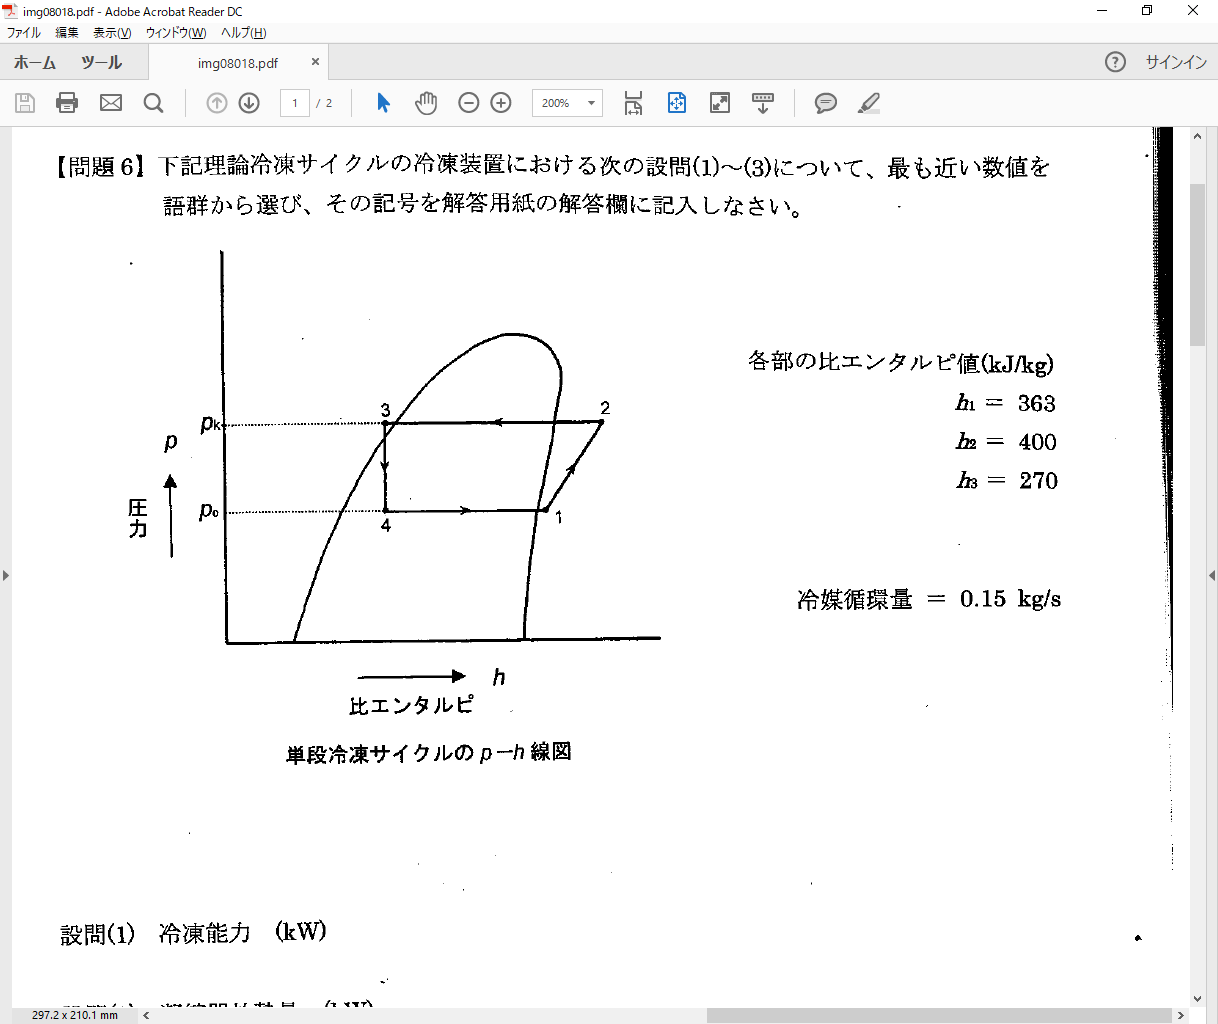 img08018.pdf - Adobe Acrobat Reader DC
ファイル 編集 表示(V) ウィンドウ(W) ヘルプ(H)
ホーム ツール img08018.pdf × ? サインイン
1 / 2 200%
【問題6】下記理論冷凍サイクルの冷凍装置における次の設問(1)～(3)について、最も近い数値を
語群から選び、その記号を解答用紙の解答欄に記入しなさい。
各部の比エンタルピ値(kJ/kg)
h1 = 363
h2 = 400
h3 = 270
冷媒循環量 = 0.15 kg/s
3 2
pK
p
圧力
p0
4 1
h
比エンタルピ
単段冷凍サイクルの p－h 線図
設問(1) 冷凍能力 (kW)
297.2 x 210.1 mm